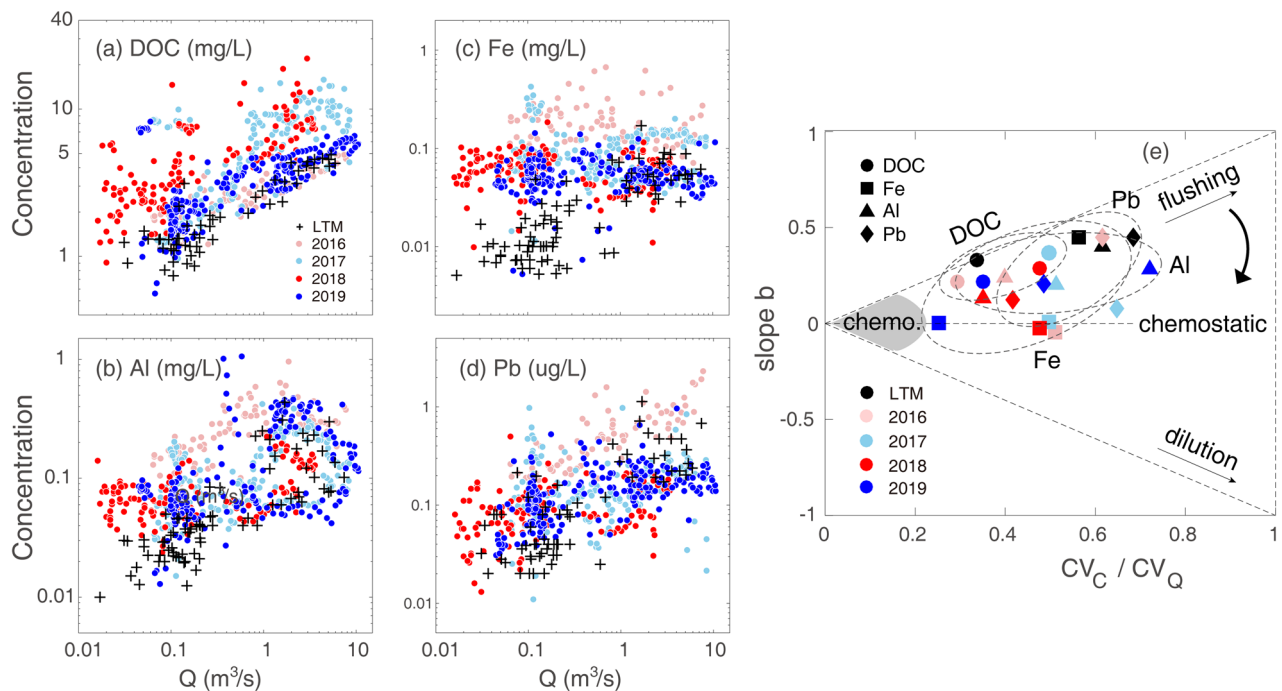 40
10
5
1
Concentration
(a) DOC (mg/L)
LTM
2016
2017
2018
2019
1
0.1
0.01
(c) Fe (mg/L)
1
0.1
0.01
Concentration
(b) Al (mg/L)
0.01
0.1
1
10
Q (m³/s)
1
0.1
0.01
(d) Pb (ug/L)
0.01
0.1
1
10
Q (m³/s)
1
0.5
0
-0.5
-1
slope b
(e)
DOC
Fe
Al
Pb
DOC
Pb
flushing
Al
chemo.
chemostatic
Fe
LTM
2016
2017
2018
2019
dilution
0
0.2
0.4
0.6
0.8
1
CV_C / CV_Q